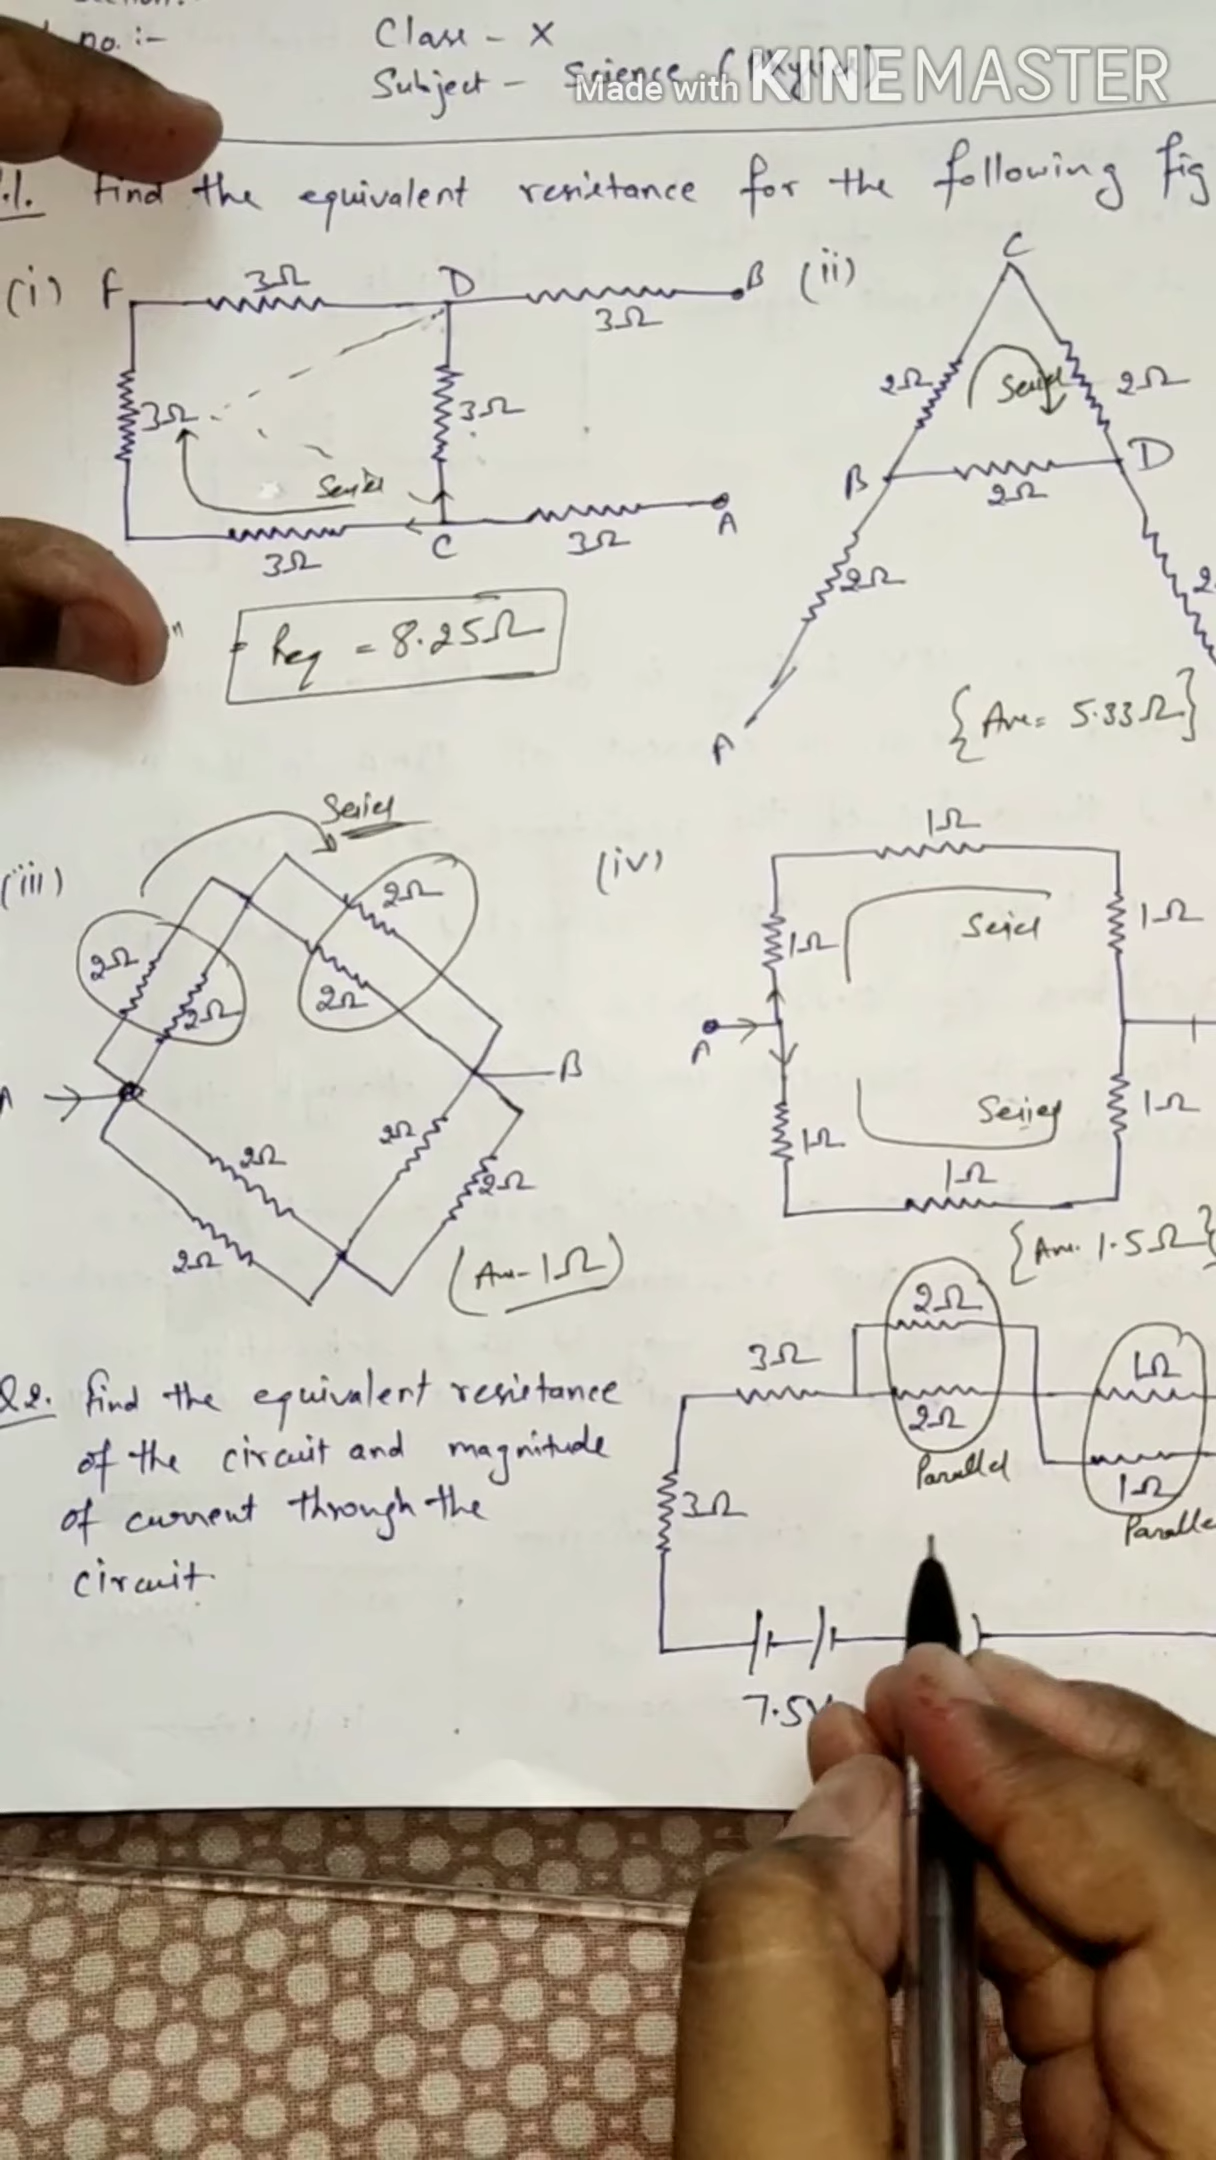 no. :-
Class - X
Subject - Science (Physics)
Made with KINEMASTER
Find the equivalent resistance for the following fig
(i) F 3Ω D B
3Ω
3Ω
3Ω
Series
3Ω C 3Ω A
Req = 8.25Ω
(ii) C
2Ω Series 2Ω
B 2Ω D
2Ω
A
{Ans = 5.33Ω}
(iii) Series
2Ω 2Ω
2Ω 2Ω
A B
2Ω 2Ω
2Ω 2Ω
(Ans - 1Ω)
(iv) 1Ω
1Ω Seies 1Ω
A
1Ω Series 1Ω
1Ω
{Ans. 1.5Ω}
Q2. Find the equivalent resistance
of the circuit and magnitude
of current through the
circuit.
3Ω 2Ω 1Ω
2Ω 1Ω
Parallel
3Ω
7.5V